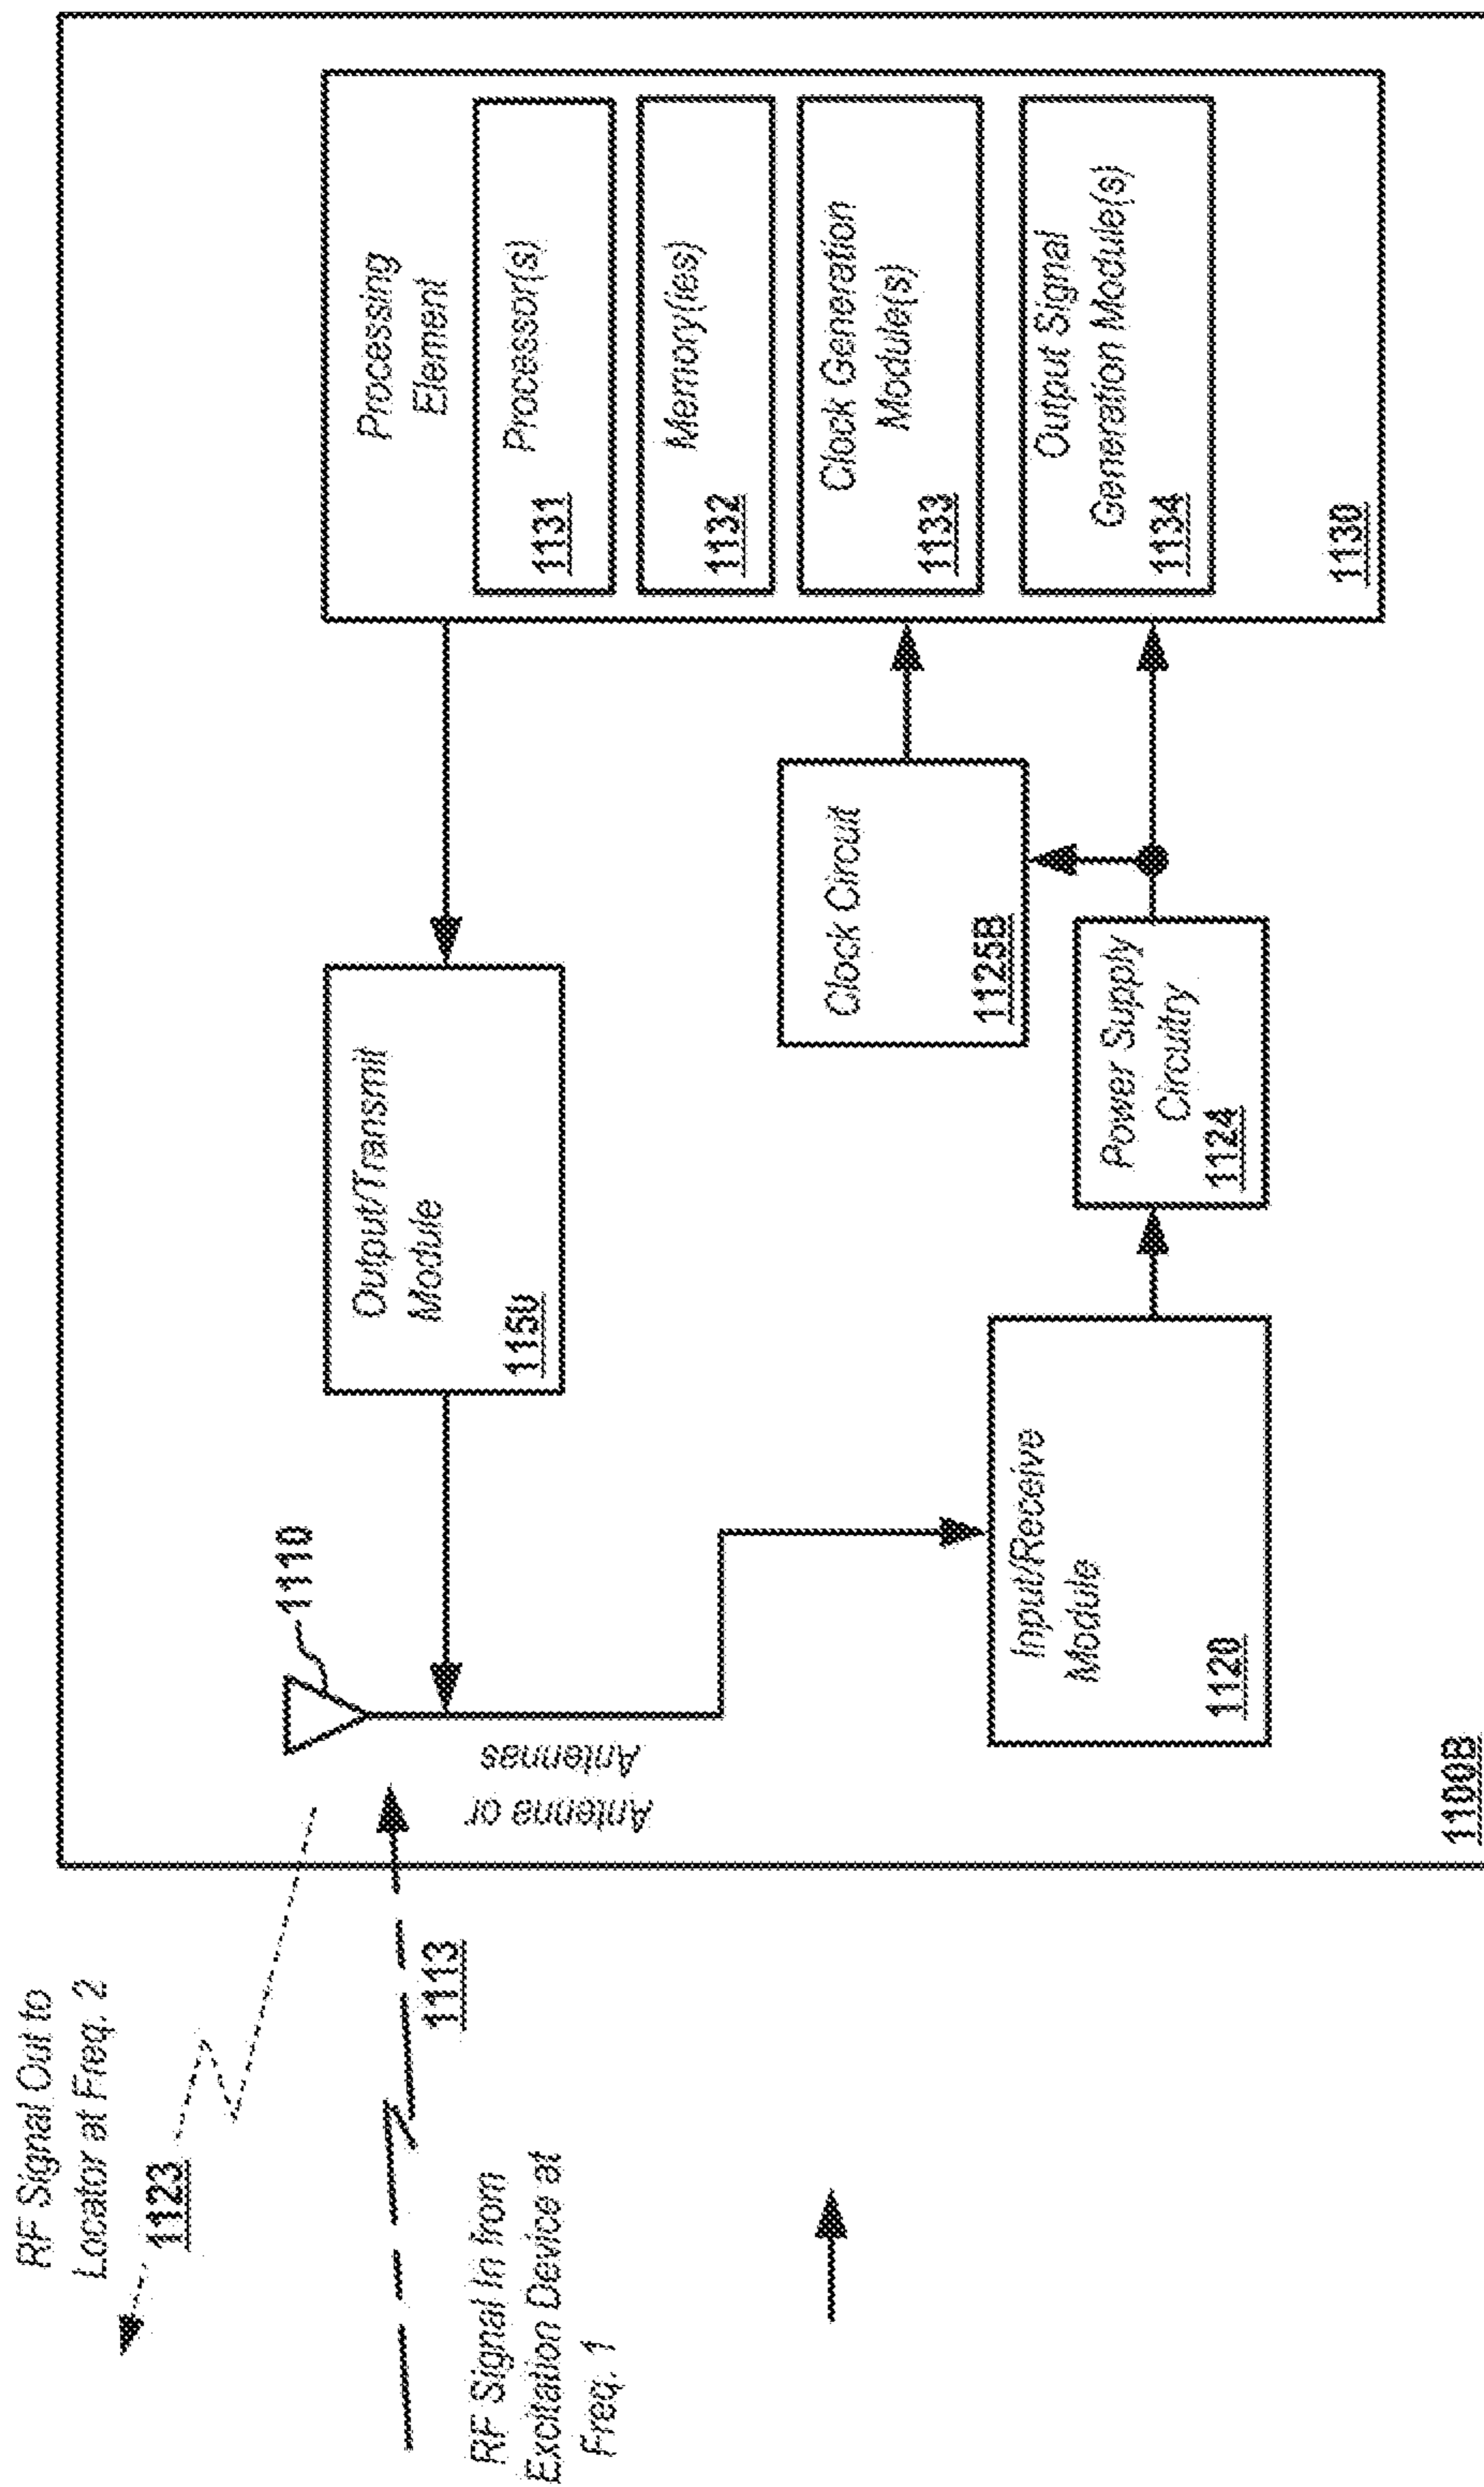 RF Signal Out to
Locator at Freq. 2
1123
RF Signal In from
Excitation Device at
Freq. 1
1113
1110
Antenna or
Antennas
Output/Transmit
Module
1150
Processing
Element
Processor(s)
1131
Memory(ies)
1132
Clock Generation
Module(s)
1133
Output Signal
Generation Module(s)
1134
1130
Clock Circuit
1125B
Power Supply
Circuitry
1124
Input/Receive
Module
1120
1100B